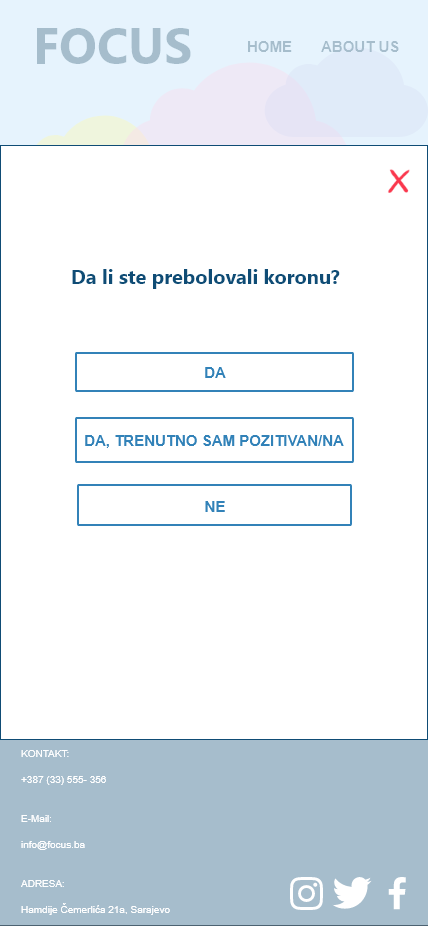 FOCUS
HOME ABOUT US
X
Da li ste prebolovali koronu?
DA
DA, TRENUTNO SAM POZITIVAN/NA
NE
KONTAKT:
+387 (33) 555- 356
E-Mail:
info@focus.ba
ADRESA:
Hamdije Čemerlića 21a, Sarajevo